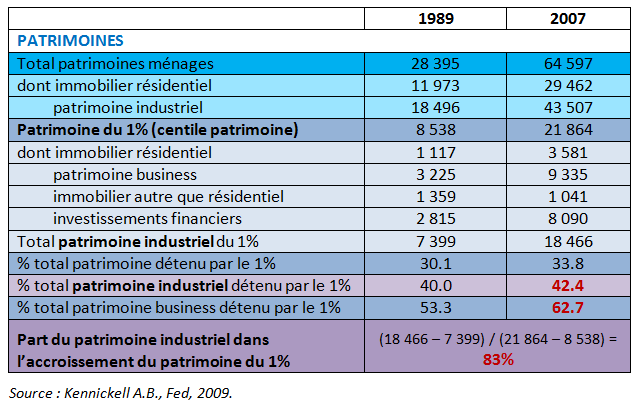 1989 2007
PATRIMOINES
Total patrimoines ménages 28 395 64 597
dont immobilier résidentiel 11 973 29 462
patrimoine industriel 18 496 43 507
Patrimoine du 1% (centile patrimoine) 8 538 21 864
dont immobilier résidentiel 1 117 3 581
patrimoine business 3 225 9 335
immobilier autre que résidentiel 1 359 1 041
investissements financiers 2 815 8 090
Total patrimoine industriel du 1% 7 399 18 466
% total patrimoine détenu par le 1% 30.1 33.8
% total patrimoine industriel détenu par le 1% 40.0 42.4
% total patrimoine business détenu par le 1% 53.3 62.7
Part du patrimoine industriel dans (18 466 – 7 399) / (21 864 – 8 538) =
l’accroissement du patrimoine du 1% 83%
Source : Kennickell A.B., Fed, 2009.